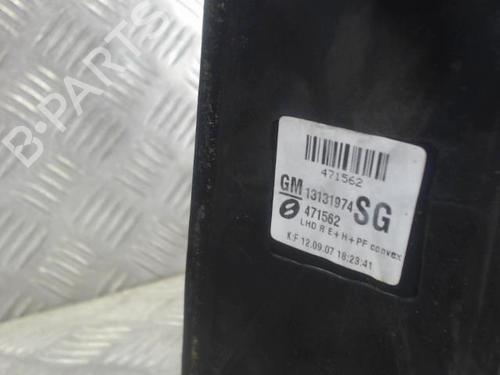 B-PARTS
471562
GM 13131974 SG
471562
LHD R E+H+PF convex
K:F 12.09.07 18:23:41